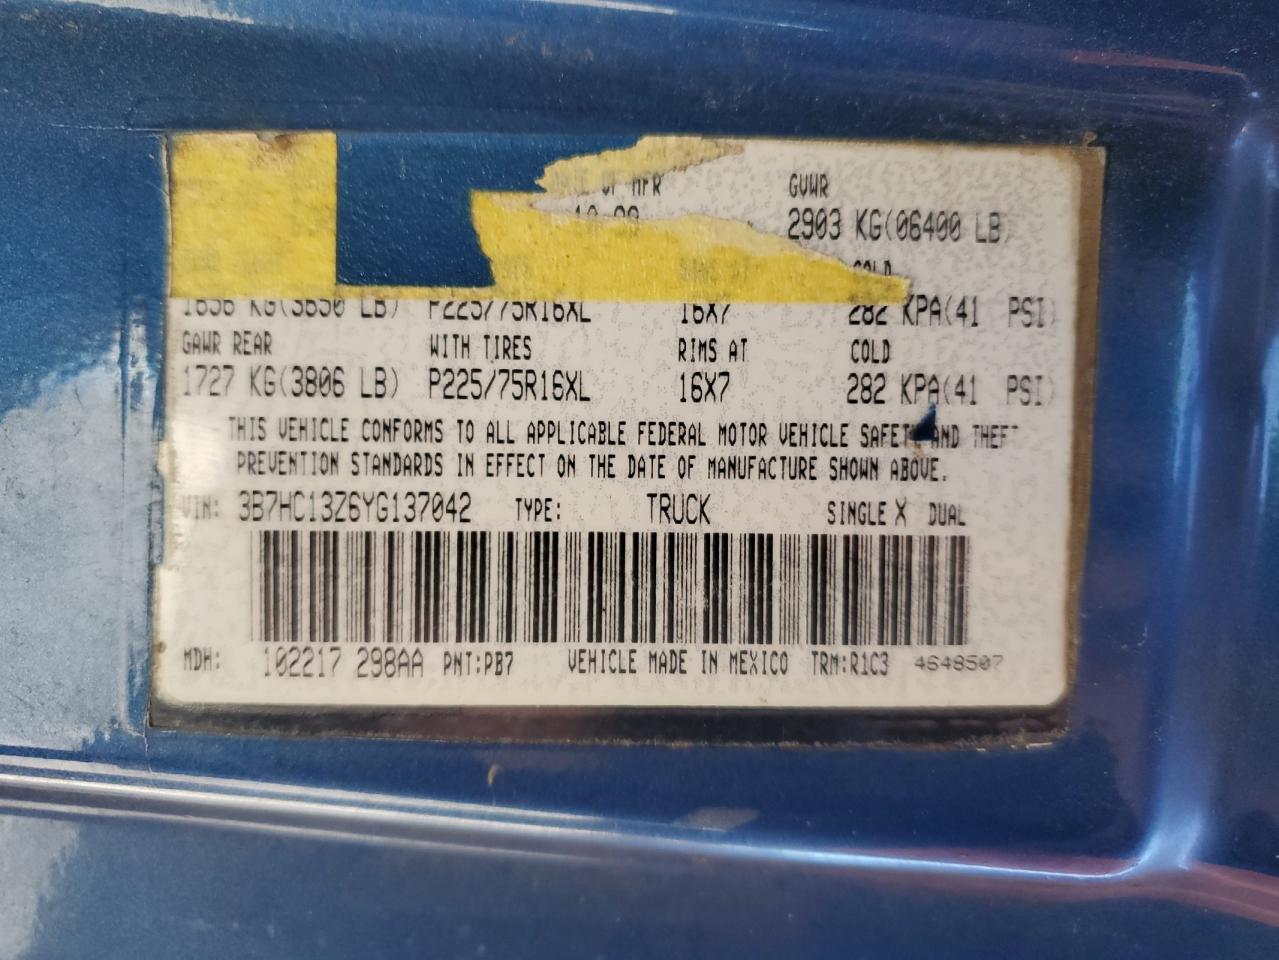 OF MFR GVWR
2903 KG(06400 LB)
COLD
1656 KG(3650 LB) P225/75R16XL 16X7 282 KPA(41 PSI)
GAWR REAR WITH TIRES RIMS AT COLD
1727 KG(3806 LB) P225/75R16XL 16X7 282 KPA(41 PSI)
THIS VEHICLE CONFORMS TO ALL APPLICABLE FEDERAL MOTOR VEHICLE SAFETY AND THEFT
PREVENTION STANDARDS IN EFFECT ON THE DATE OF MANUFACTURE SHOWN ABOVE.
VIN: 3B7HC13Z6YG137042 TYPE: TRUCK SINGLE X DUAL
MDH: 102217 298AA PNT:PB7 VEHICLE MADE IN MEXICO TRM:R1C3 4648507